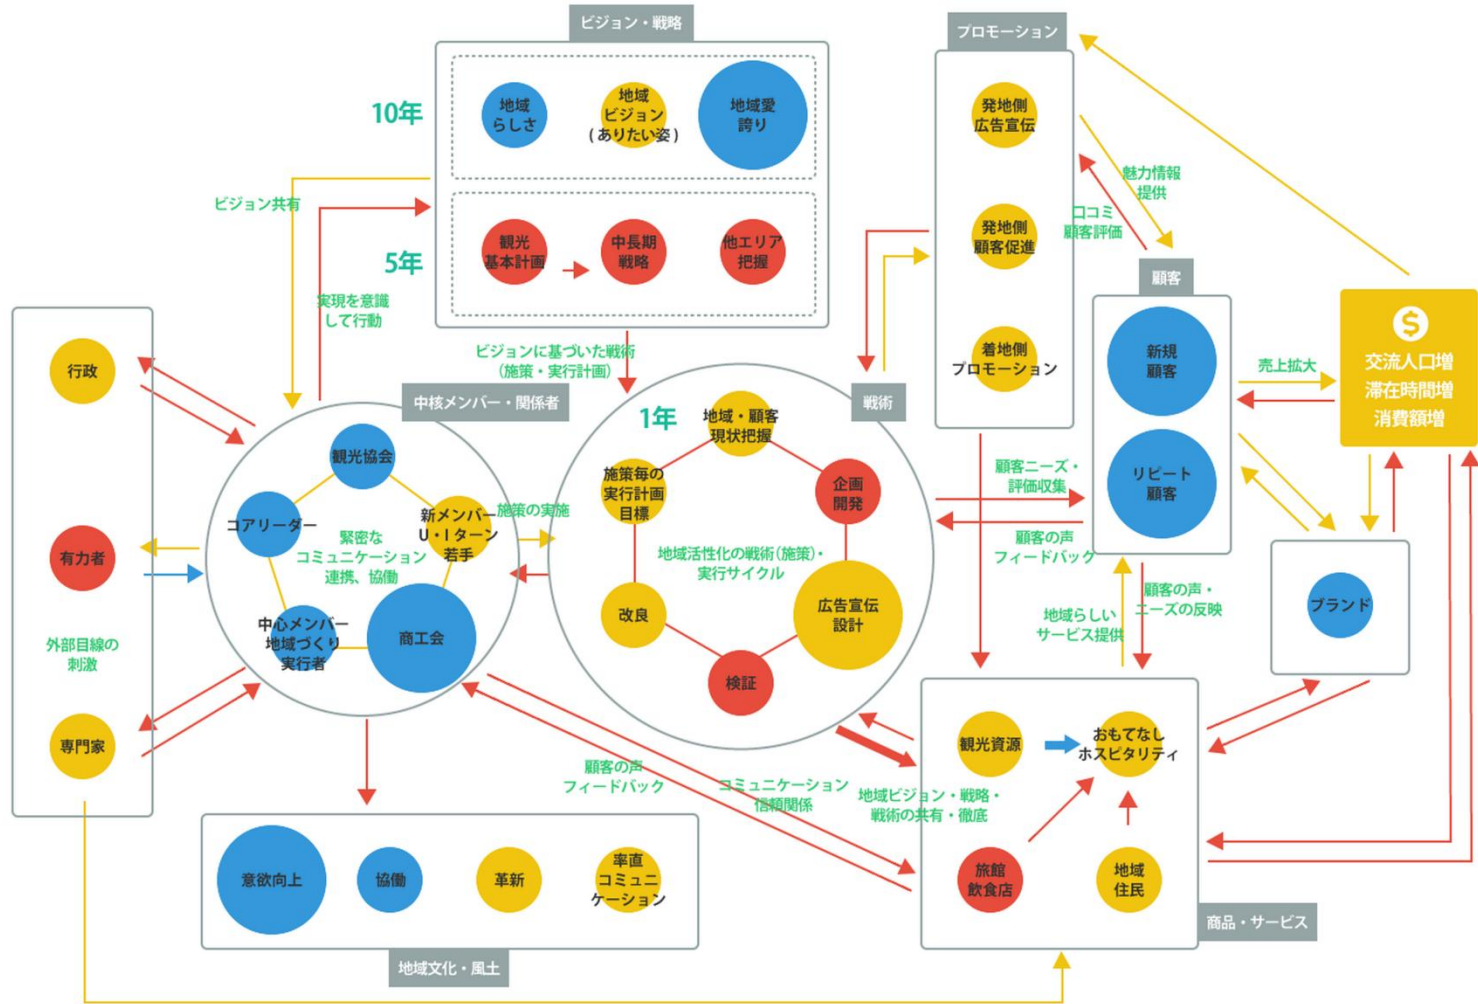 ビジョン・戦略
10年
地域
らしさ
地域
ビジョン
(ありたい姿)
地域愛
誇り
5年
観光
基本計画
中長期
戦略
他エリア
把握
ビジョン共有
実現を意識
して行動
ビジョンに基づいた戦術
(施策・実行計画)
プロモーション
発地側
広告宣伝
発地側
顧客促進
着地側
プロモーション
魅力情報
提供
口コミ
顧客評価
顧客
新規
顧客
リピート
顧客
売上拡大
$
交流人口増
滞在時間増
消費額増
行政
有力者
外部目線の
刺激
専門家
中核メンバー・関係者
観光協会
コアリーダー
新メンバー
U・Iターン
若手
緊密な
コミュニケーション
連携、協働
中心メンバー
地域づくり
実行者
商工会
施策の実施
戦術
1年
地域・顧客
現状把握
施策毎の
実行計画
目標
企画
開発
地域活性化の戦術(施策)・
実行サイクル
改良
広告宣伝
設計
検証
顧客ニーズ・
評価収集
顧客の声
フィードバック
地域らしい
サービス提供
顧客の声・
ニーズの反映
ブランド
顧客の声
フィードバック
コミュニケーション
信頼関係
地域ビジョン・戦略・
戦術の共有・徹底
観光資源
おもてなし
ホスピタリティ
旅館
飲食店
地域
住民
商品・サービス
意欲向上
協働
革新
率直
コミュニ
ケーション
地域文化・風土